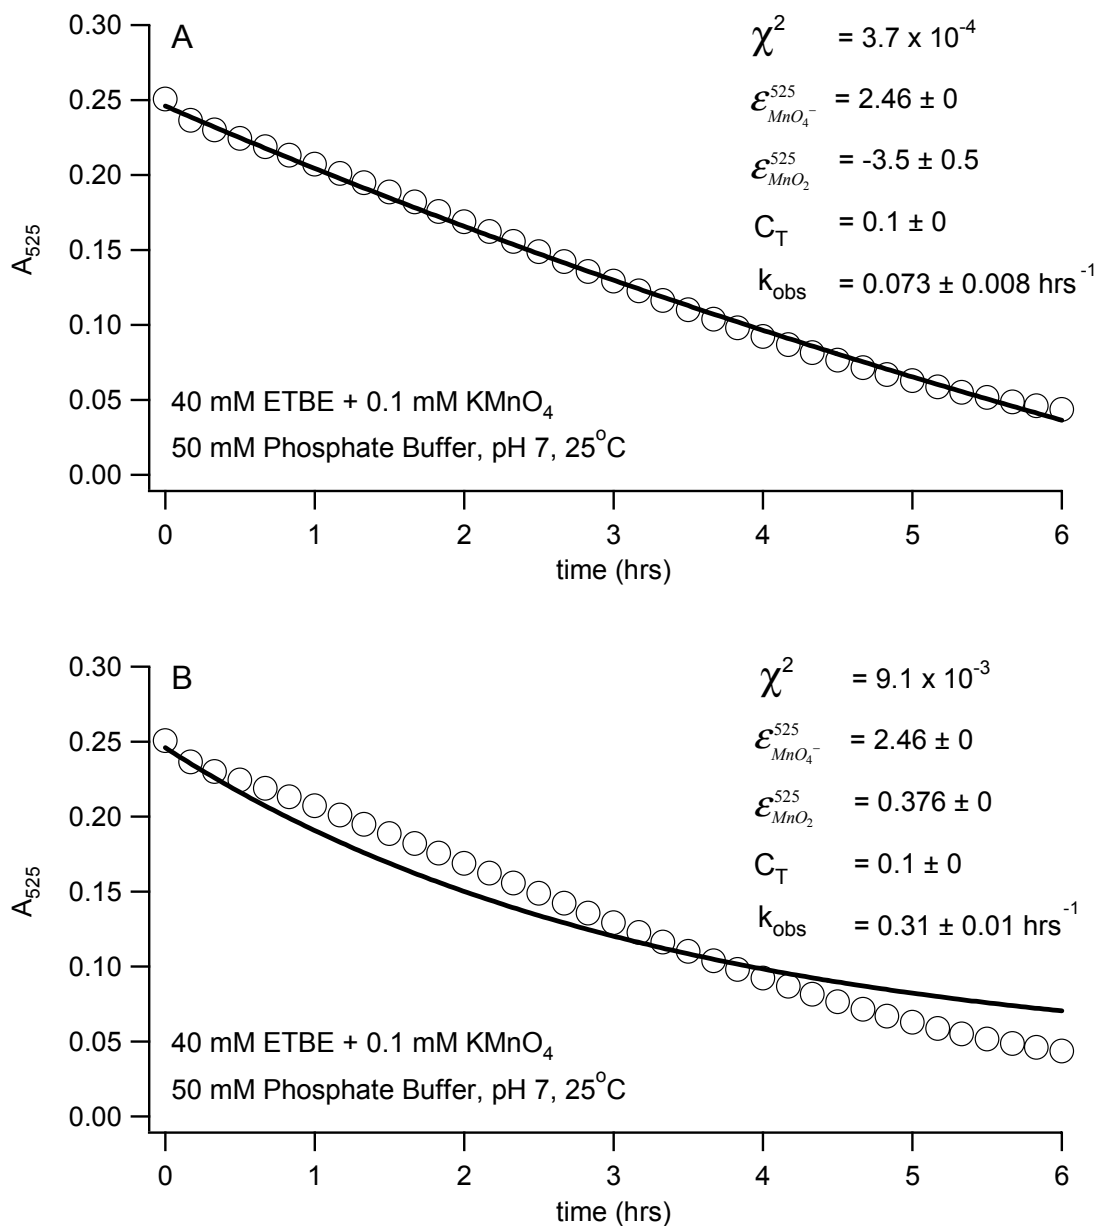 A
χ² = 3.7 x 10⁻⁴
ε⁵²⁵MnO₄⁻ = 2.46 ± 0
ε⁵²⁵MnO₂ = -3.5 ± 0.5
C_T = 0.1 ± 0
k_obs = 0.073 ± 0.008 hrs⁻¹
0.30
0.25
0.20
0.15
0.10
0.05
0.00
A₅₂₅
40 mM ETBE + 0.1 mM KMnO₄
50 mM Phosphate Buffer, pH 7, 25°C
0 1 2 3 4 5 6
time (hrs)
B
χ² = 9.1 x 10⁻³
ε⁵²⁵MnO₄⁻ = 2.46 ± 0
ε⁵²⁵MnO₂ = 0.376 ± 0
C_T = 0.1 ± 0
k_obs = 0.31 ± 0.01 hrs⁻¹
0.30
0.25
0.20
0.15
0.10
0.05
0.00
A₅₂₅
40 mM ETBE + 0.1 mM KMnO₄
50 mM Phosphate Buffer, pH 7, 25°C
0 1 2 3 4 5 6
time (hrs)